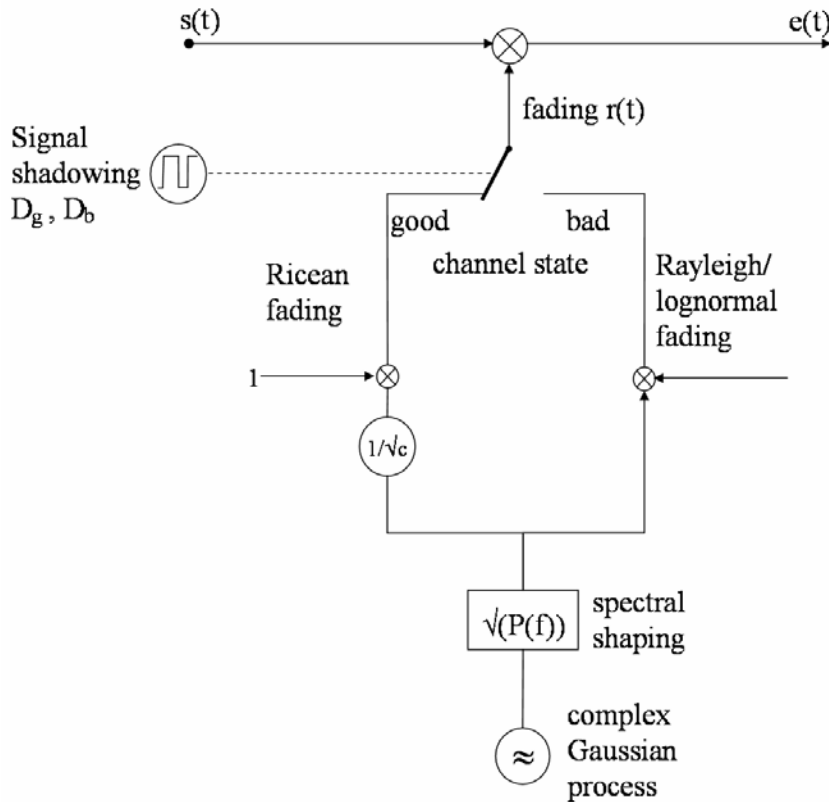 s(t)
e(t)
fading r(t)
Signal
shadowing
D_g , D_b
good
bad
channel state
Ricean
fading
Rayleigh/
lognormal
fading
1
1/√c
√(P(f))
spectral
shaping
≈
complex
Gaussian
process